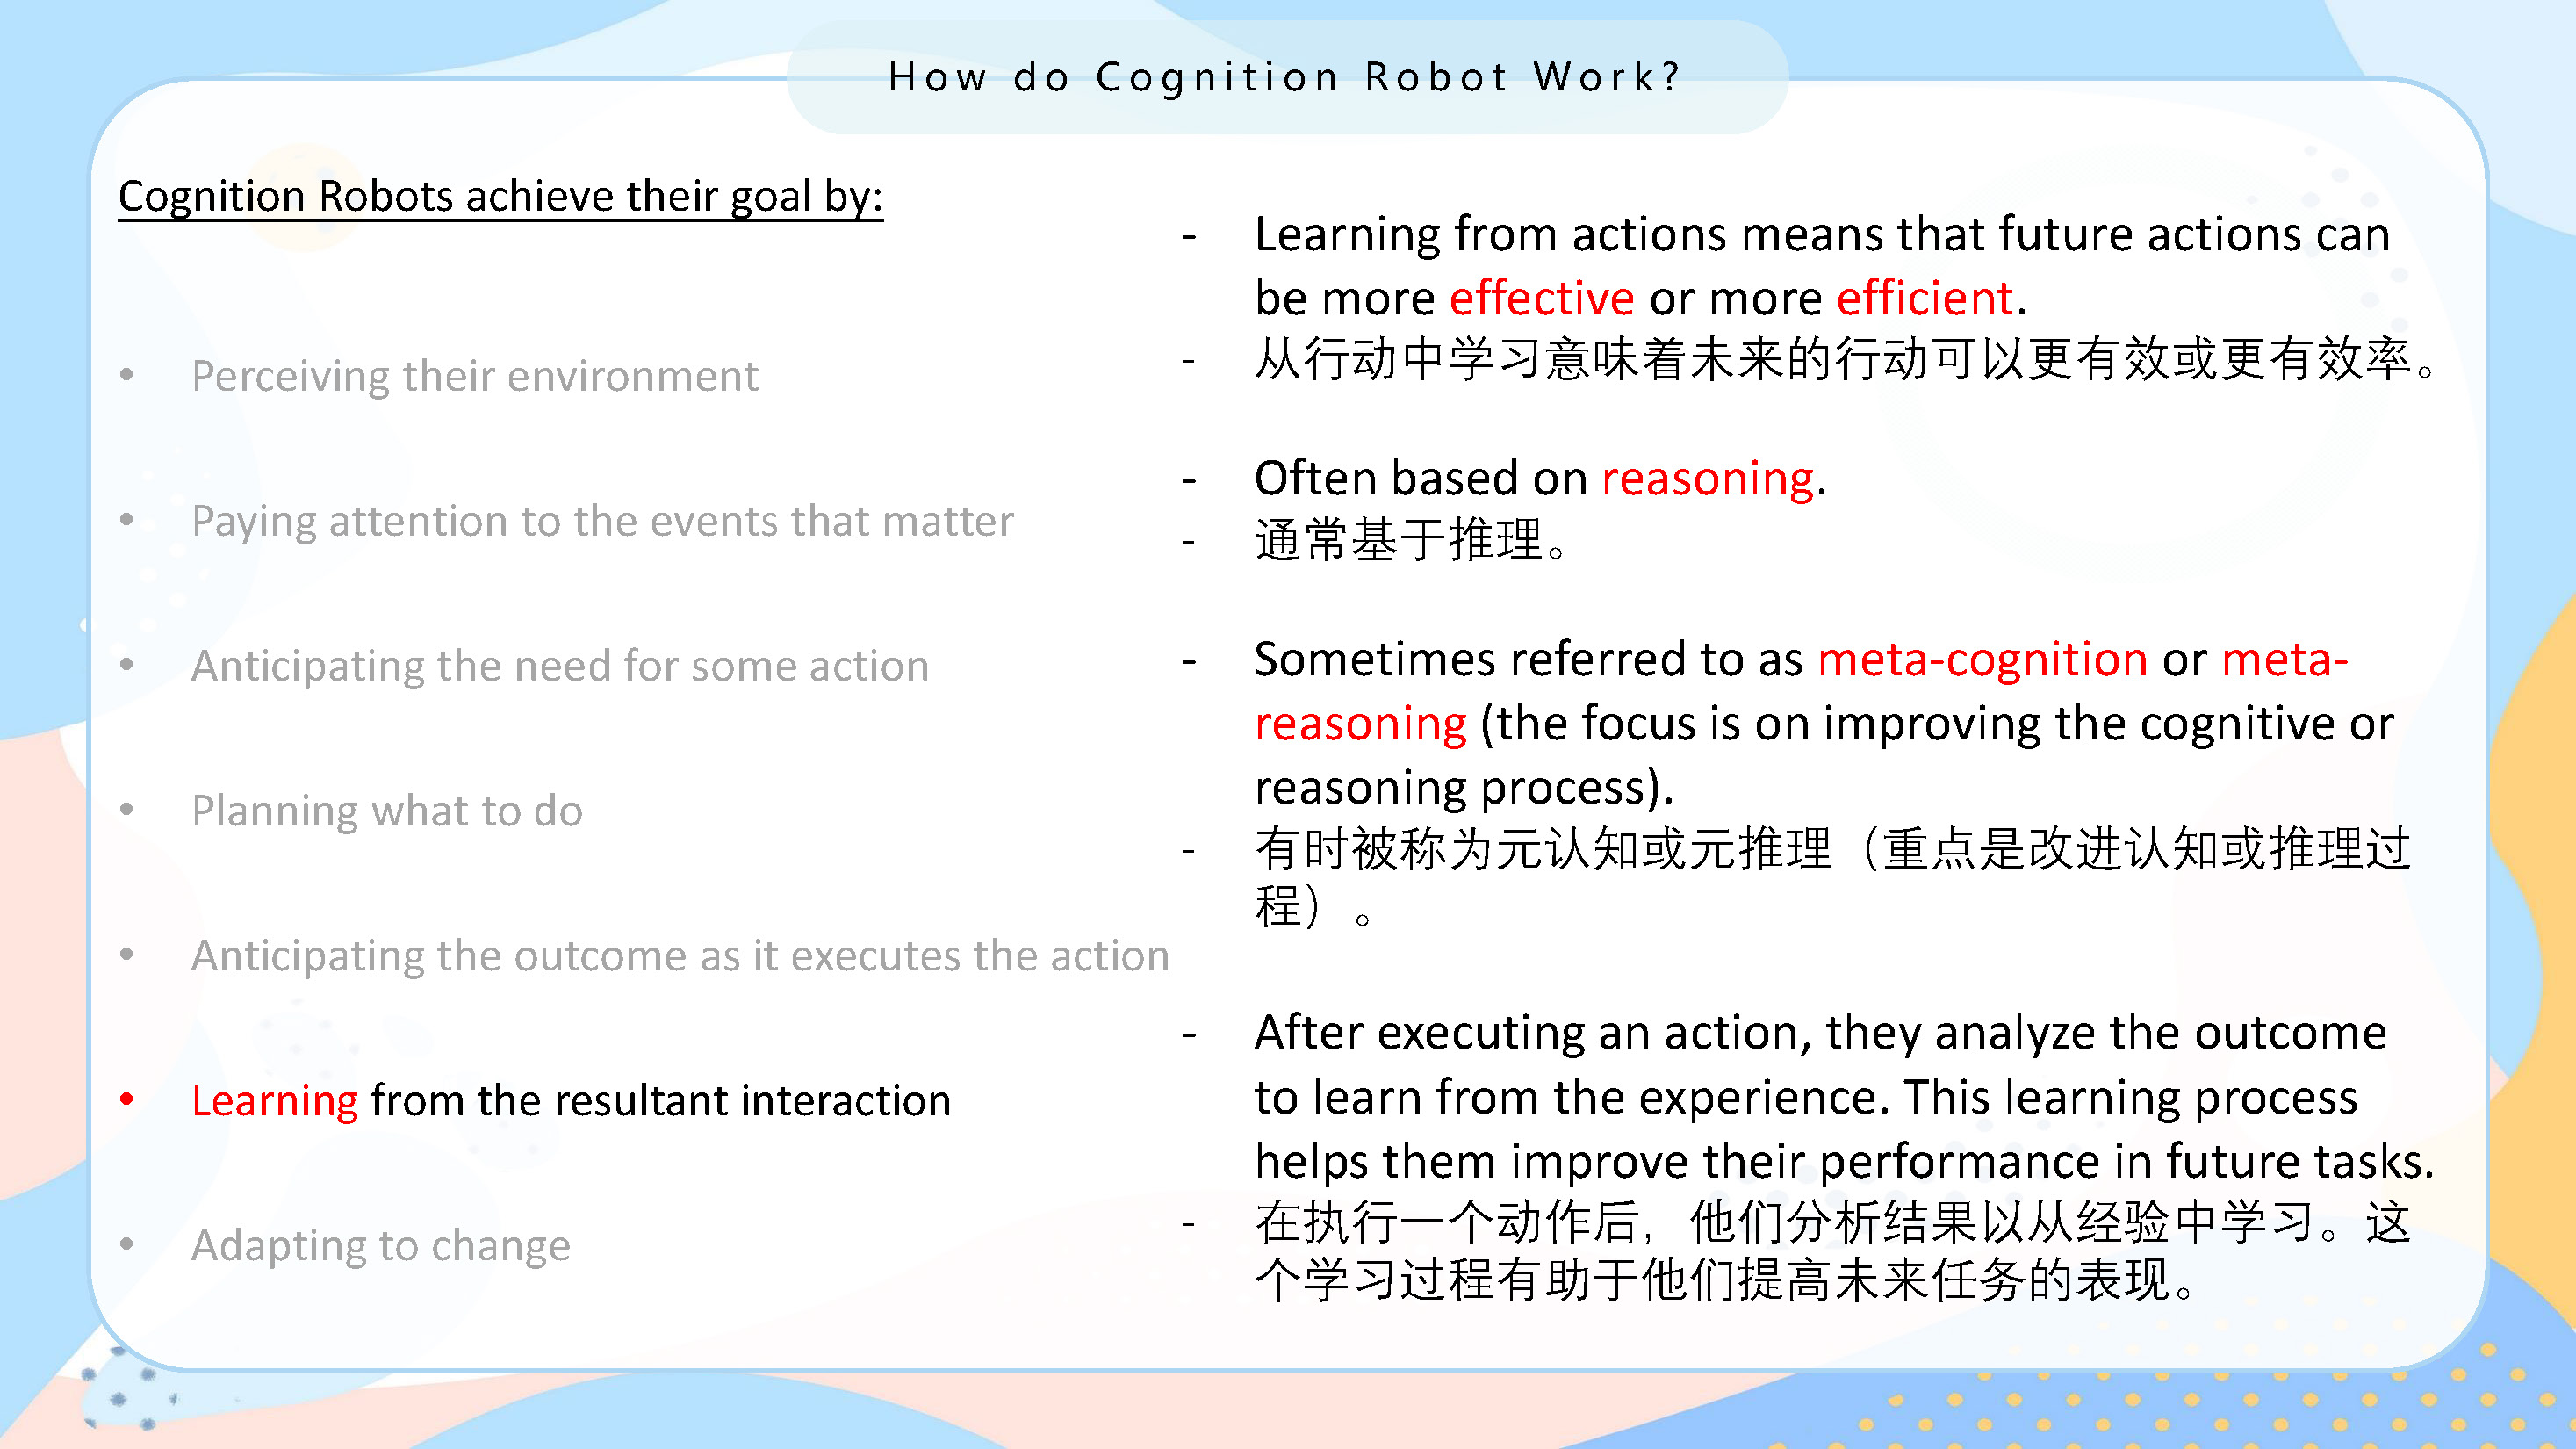 How do Cognition Robot Work?
Cognition Robots achieve their goal by:
• Perceiving their environment
• Paying attention to the events that matter
• Anticipating the need for some action
• Planning what to do
• Anticipating the outcome as it executes the action
• Learning from the resultant interaction
• Adapting to change
- Learning from actions means that future actions can
be more effective or more efficient.
- 从行动中学习意味着未来的行动可以更有效或更有效率。
- Often based on reasoning.
- 通常基于推理。
- Sometimes referred to as meta-cognition or meta-
reasoning (the focus is on improving the cognitive or
reasoning process).
- 有时被称为元认知或元推理（重点是改进认知或推理过
程）。
- After executing an action, they analyze the outcome
to learn from the experience. This learning process
helps them improve their performance in future tasks.
- 在执行一个动作后，他们分析结果以从经验中学习。这
个学习过程有助于他们提高未来任务的表现。